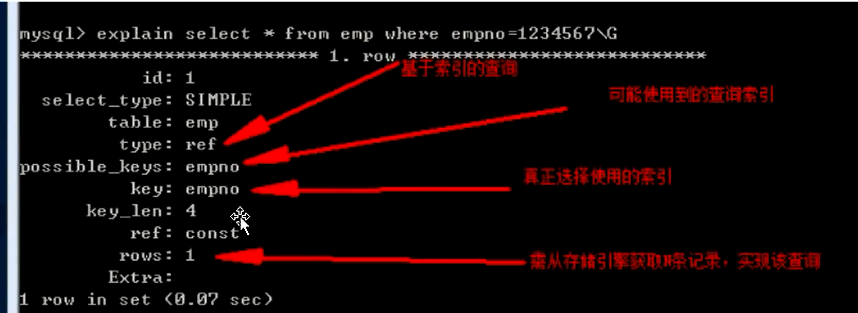 mysql> explain select * from emp where empno=1234567\G
*************************** 1. row ***************************
基于索引的查询
id: 1
可能使用到的查询索引
select_type: SIMPLE
table: emp
type: ref
possible_keys: empno
真正选择使用的索引
key: empno
key_len: 4
ref: const
rows: 1
需从存储引擎获取N条记录，实现该查询
Extra:
1 row in set (0.07 sec)